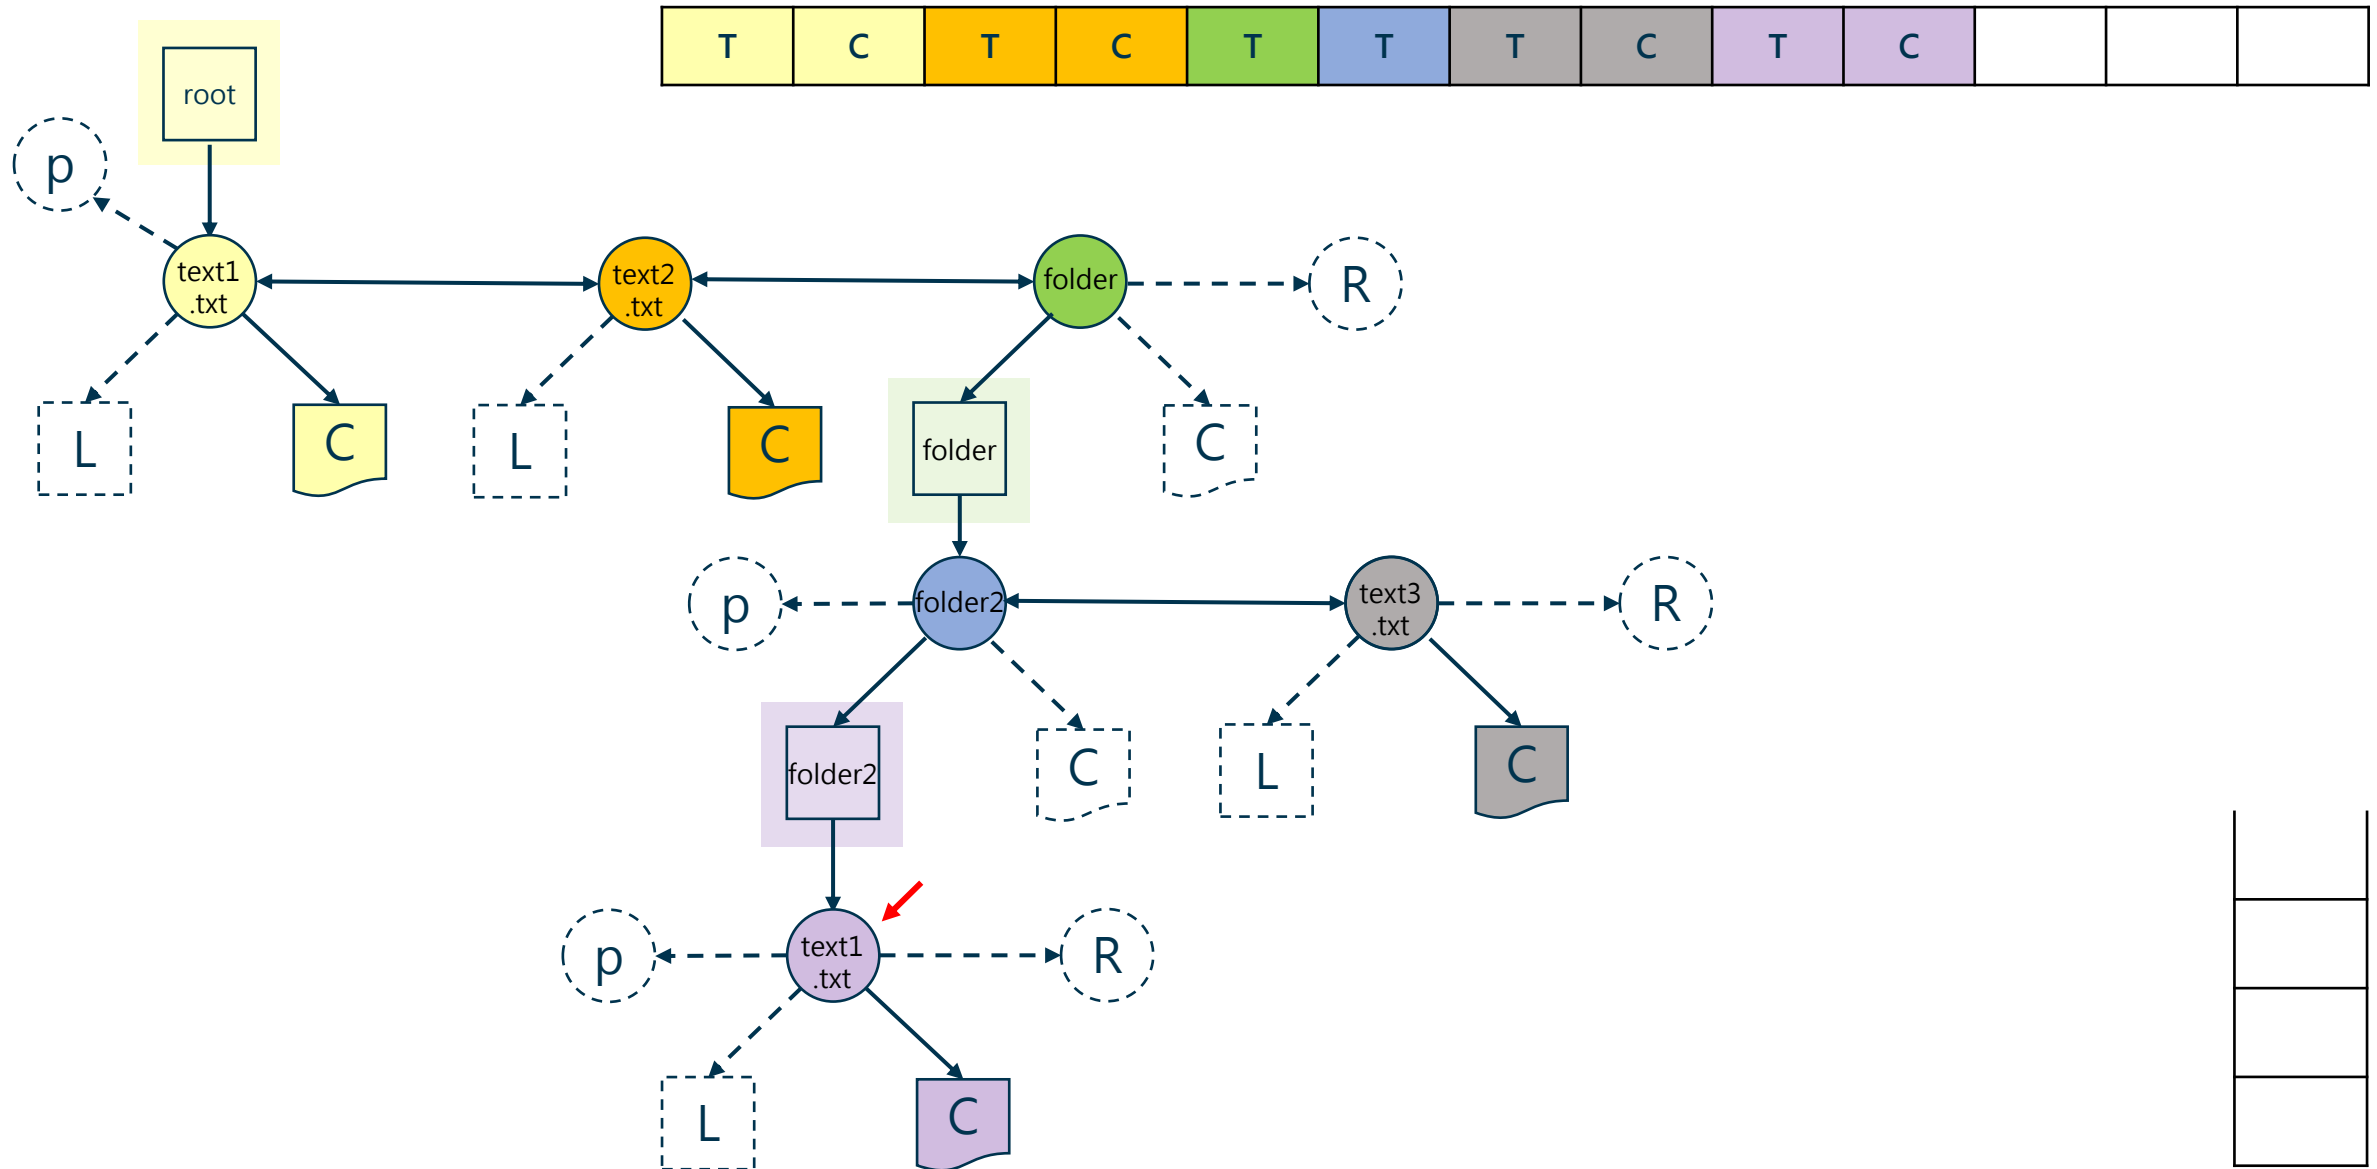 T C T C T T T C T C
root
p
text1
.txt
text2
.txt
folder
R
L
C
L
C
folder
C
p
folder2
text3
.txt
R
folder2
C
L
C
p
text1
.txt
R
L
C